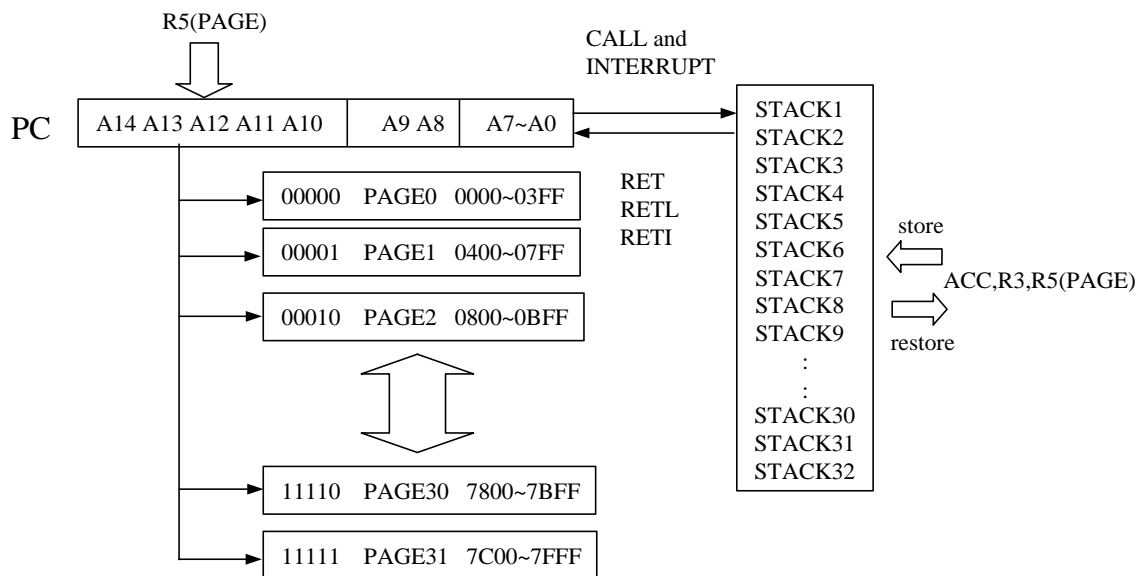 R5(PAGE)
CALL and
INTERRUPT
PC
A14 A13 A12 A11 A10
A9 A8
A7~A0
00000 PAGE0 0000~03FF
00001 PAGE1 0400~07FF
00010 PAGE2 0800~0BFF
11110 PAGE30 7800~7BFF
11111 PAGE31 7C00~7FFF
RET
RETL
RETI
STACK1
STACK2
STACK3
STACK4
STACK5
STACK6
STACK7
STACK8
STACK9
:
:
STACK30
STACK31
STACK32
store
ACC,R3,R5(PAGE)
restore